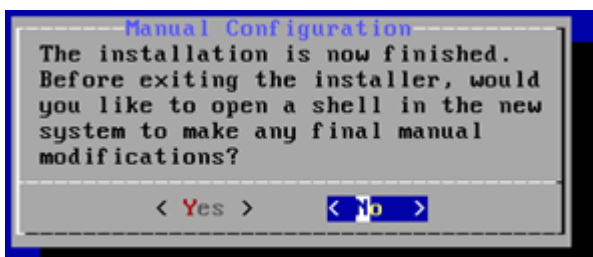 Manual Configuration
The installation is now finished.
Before exiting the installer, would
you like to open a shell in the new
system to make any final manual
modifications?
< Yes > < No >